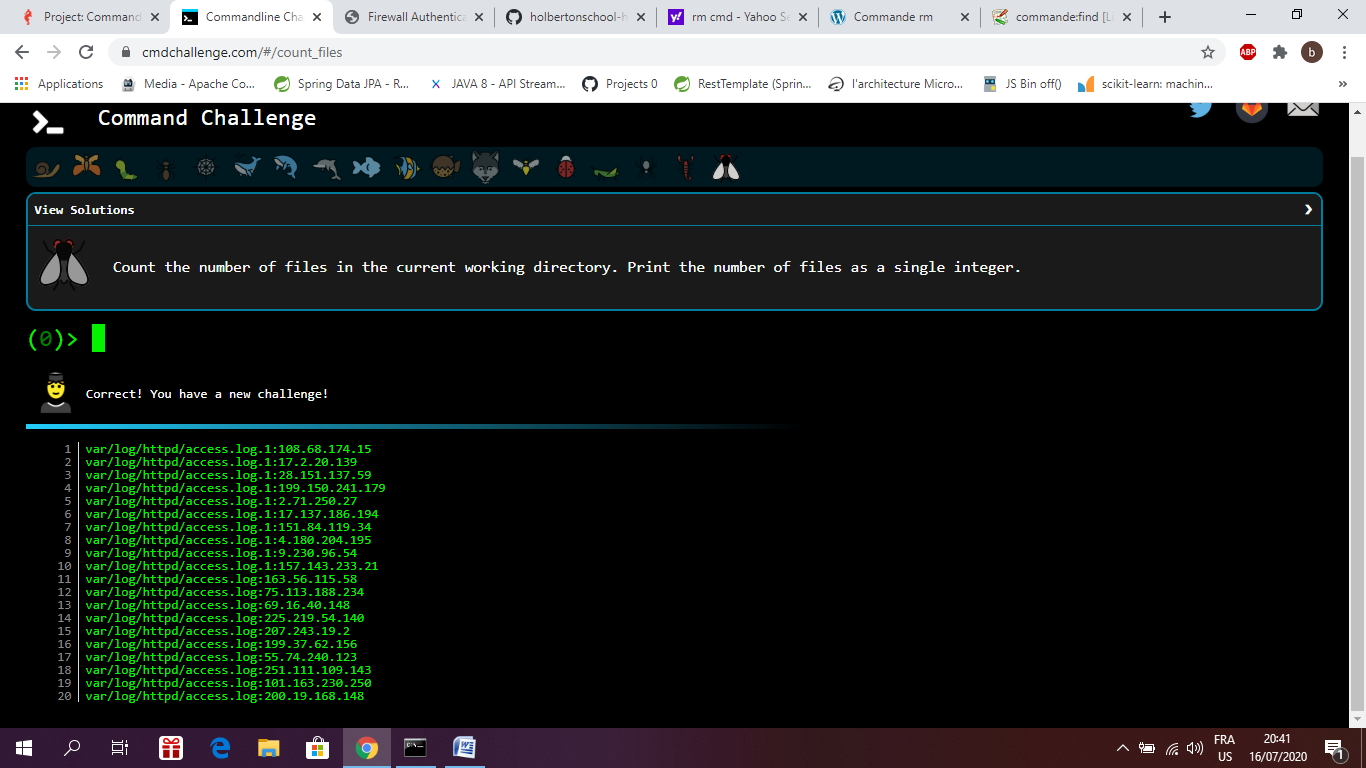 Project: Command
Commandline Cha
Firewall Authentica
holbertonschool-h
rm cmd - Yahoo Se
Commande rm
commande:find [Li
cmdchallenge.com/#/count_files
ABP
b
Applications
Media - Apache Co...
Spring Data JPA - R...
JAVA 8 - API Stream...
Projects 0
RestTemplate (Sprin...
l'architecture Micro...
JS Bin off()
scikit-learn: machin...
»
Command Challenge
View Solutions
Count the number of files in the current working directory. Print the number of files as a single integer.
(0)>
Correct! You have a new challenge!
1 var/log/httpd/access.log.1:108.68.174.15
2 var/log/httpd/access.log.1:17.2.20.139
3 var/log/httpd/access.log.1:28.151.137.59
4 var/log/httpd/access.log.1:199.150.241.179
5 var/log/httpd/access.log.1:2.71.250.27
6 var/log/httpd/access.log.1:17.137.186.194
7 var/log/httpd/access.log.1:151.84.119.34
8 var/log/httpd/access.log.1:4.180.204.195
9 var/log/httpd/access.log.1:9.230.96.54
10 var/log/httpd/access.log.1:157.143.233.21
11 var/log/httpd/access.log:163.56.115.58
12 var/log/httpd/access.log:75.113.188.234
13 var/log/httpd/access.log:69.16.40.148
14 var/log/httpd/access.log:225.219.54.140
15 var/log/httpd/access.log:207.243.19.2
16 var/log/httpd/access.log:199.37.62.156
17 var/log/httpd/access.log:55.74.240.123
18 var/log/httpd/access.log:251.111.109.143
19 var/log/httpd/access.log:101.163.230.250
20 var/log/httpd/access.log:200.19.168.148
FRA
US
20:41
16/07/2020
1